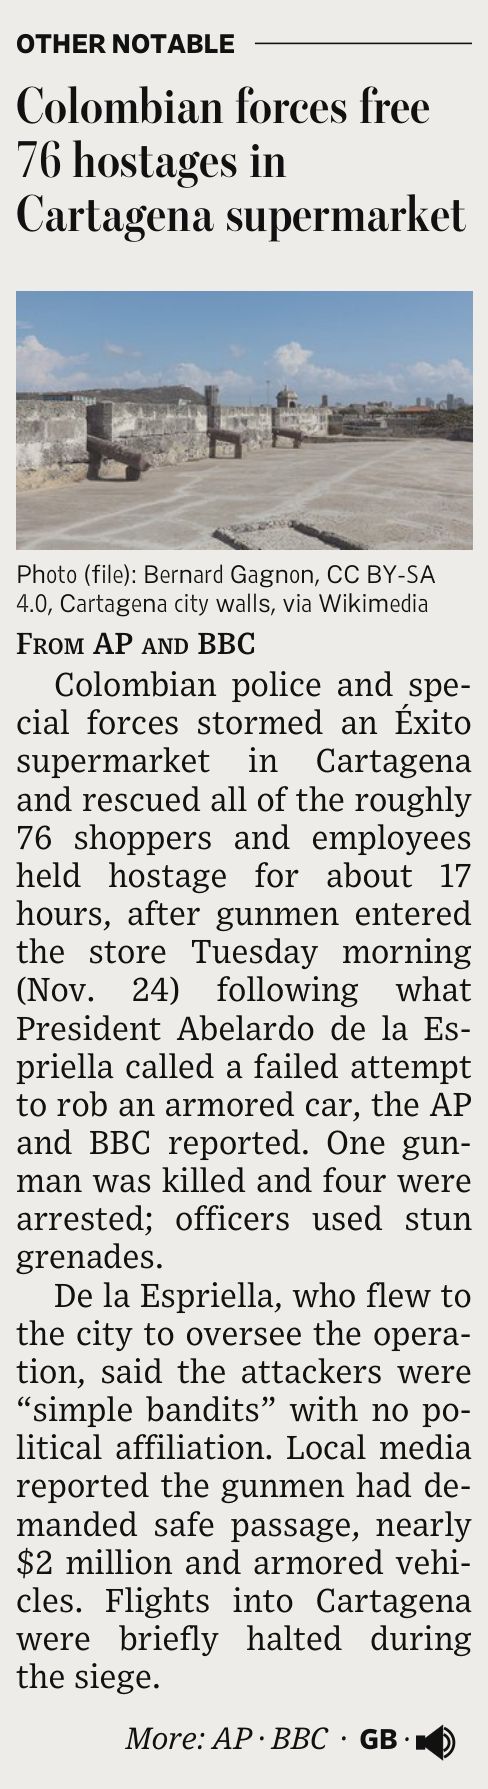 OTHER NOTABLE
Colombian forces free
76 hostages in
Cartagena supermarket
Photo (file): Bernard Gagnon, CC BY-SA
4.0, Cartagena city walls, via Wikimedia
FROM AP AND BBC
Colombian police and spe-
cial forces stormed an Éxito
supermarket in Cartagena
and rescued all of the roughly
76 shoppers and employees
held hostage for about 17
hours, after gunmen entered
the store Tuesday morning
(Nov. 24) following what
President Abelardo de la Es-
priella called a failed attempt
to rob an armored car, the AP
and BBC reported. One gun-
man was killed and four were
arrested; officers used stun
grenades.
De la Espriella, who flew to
the city to oversee the opera-
tion, said the attackers were
“simple bandits” with no po-
litical affiliation. Local media
reported the gunmen had de-
manded safe passage, nearly
$2 million and armored vehi-
cles. Flights into Cartagena
were briefly halted during
the siege.
More: AP · BBC · GB ·